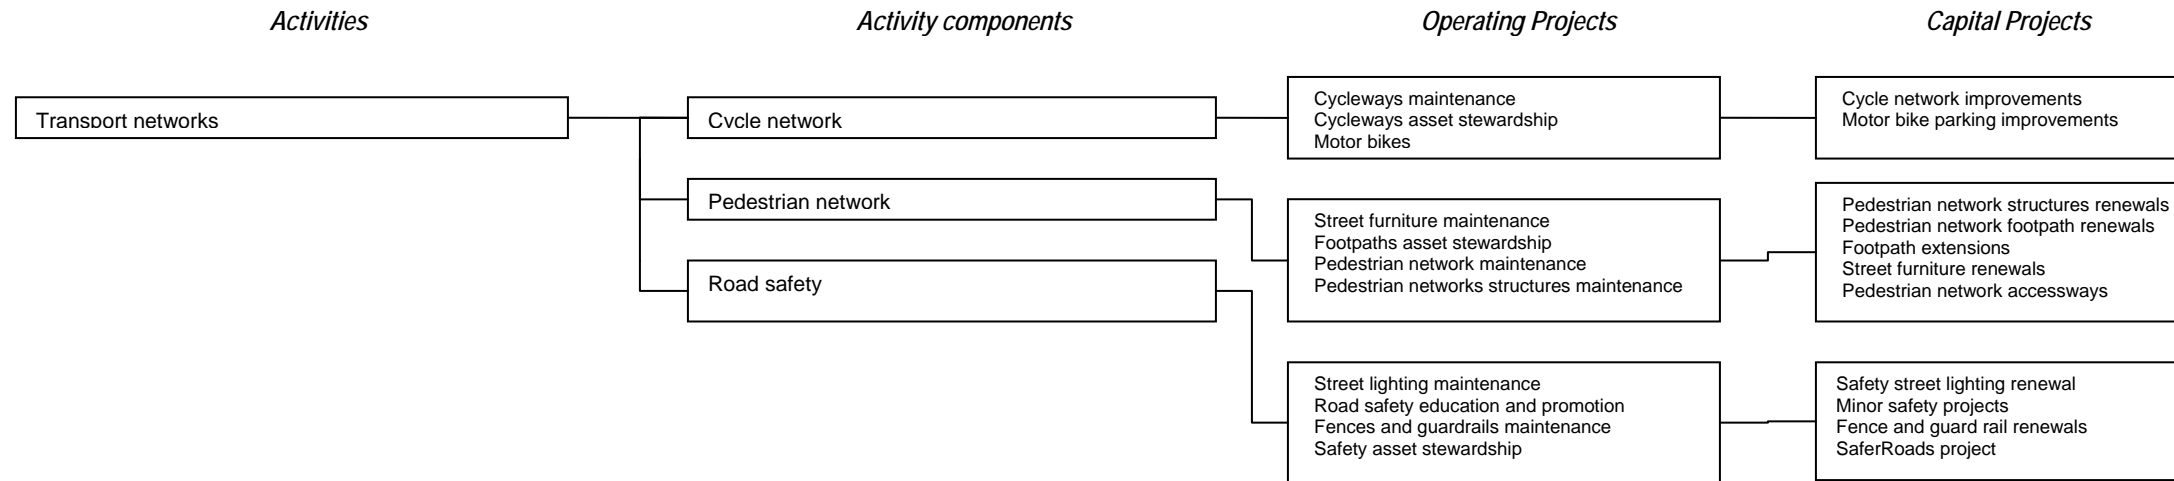 Activities
Activity components
Operating Projects
Capital Projects
Transport networks
Cycle network
Cycleways maintenance
Cycleways asset stewardship
Motor bikes
Cycle network improvements
Motor bike parking improvements
Pedestrian network
Street furniture maintenance
Footpaths asset stewardship
Pedestrian network maintenance
Pedestrian networks structures maintenance
Pedestrian network structures renewals
Pedestrian network footpath renewals
Footpath extensions
Street furniture renewals
Pedestrian network accessways
Road safety
Street lighting maintenance
Road safety education and promotion
Fences and guardrails maintenance
Safety asset stewardship
Safety street lighting renewal
Minor safety projects
Fence and guard rail renewals
SaferRoads project